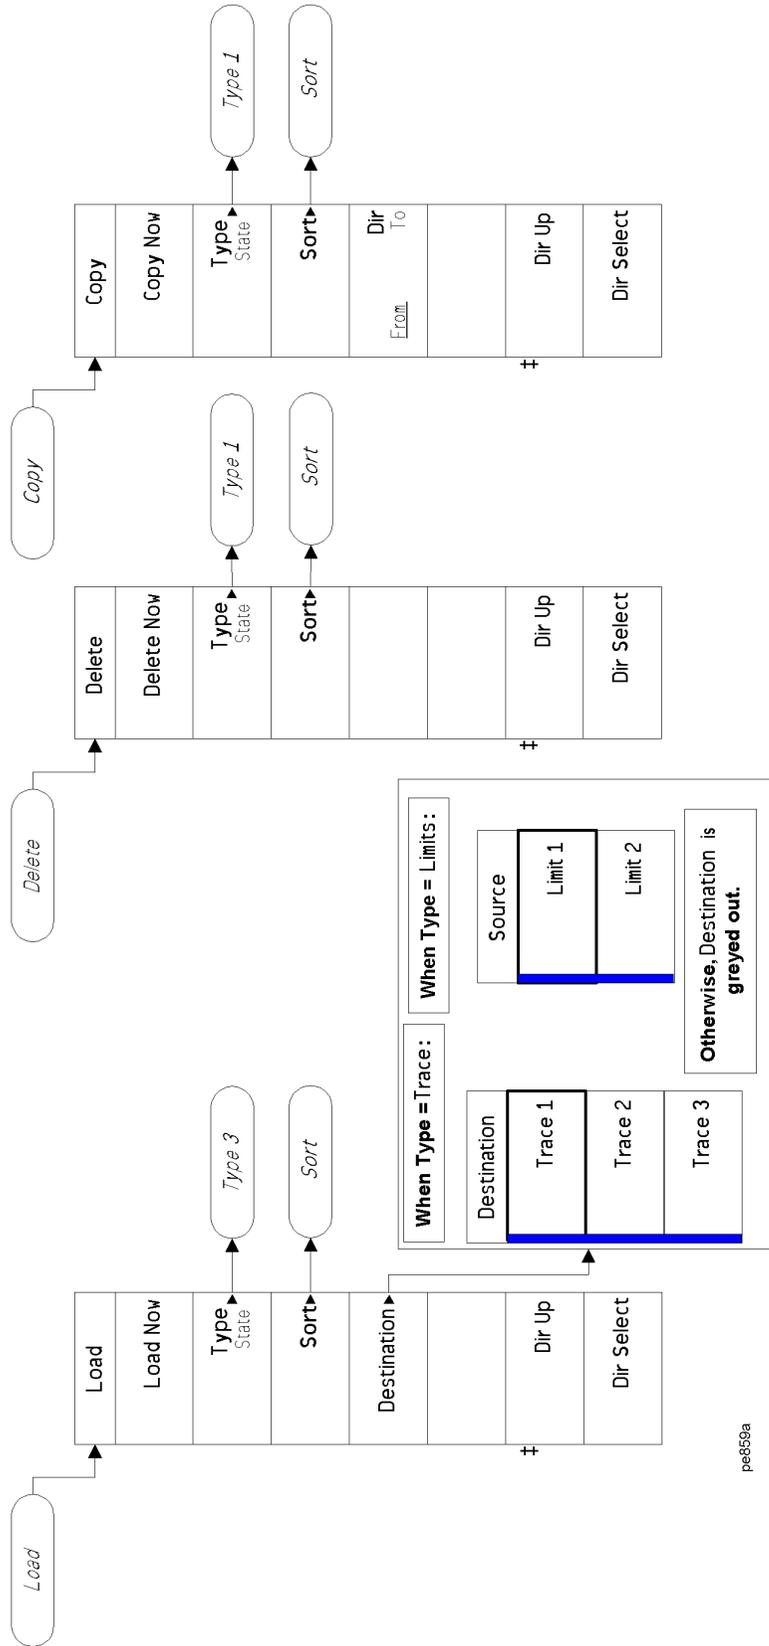 Load
Load
Load Now
Type
State
Sort
Destination
Dir Up
Dir Select
‡
Type 3
Sort
When Type =Trace:
Destination
Trace 1
Trace 2
Trace 3
When Type = Limits:
Source
Limit 1
Limit 2
Otherwise, Destination is
greyed out.
Delete
Delete
Delete Now
Type
State
Sort
Dir Up
Dir Select
‡
Type 1
Sort
Copy
Copy
Copy Now
Type
State
Sort
Dir
From To
Dir Up
Dir Select
‡
Type 1
Sort
pe859a